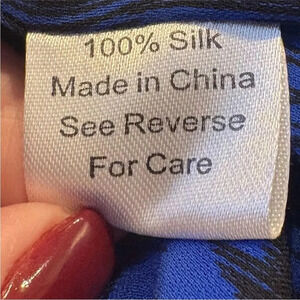 100% Silk
Made in China
See Reverse
For Care